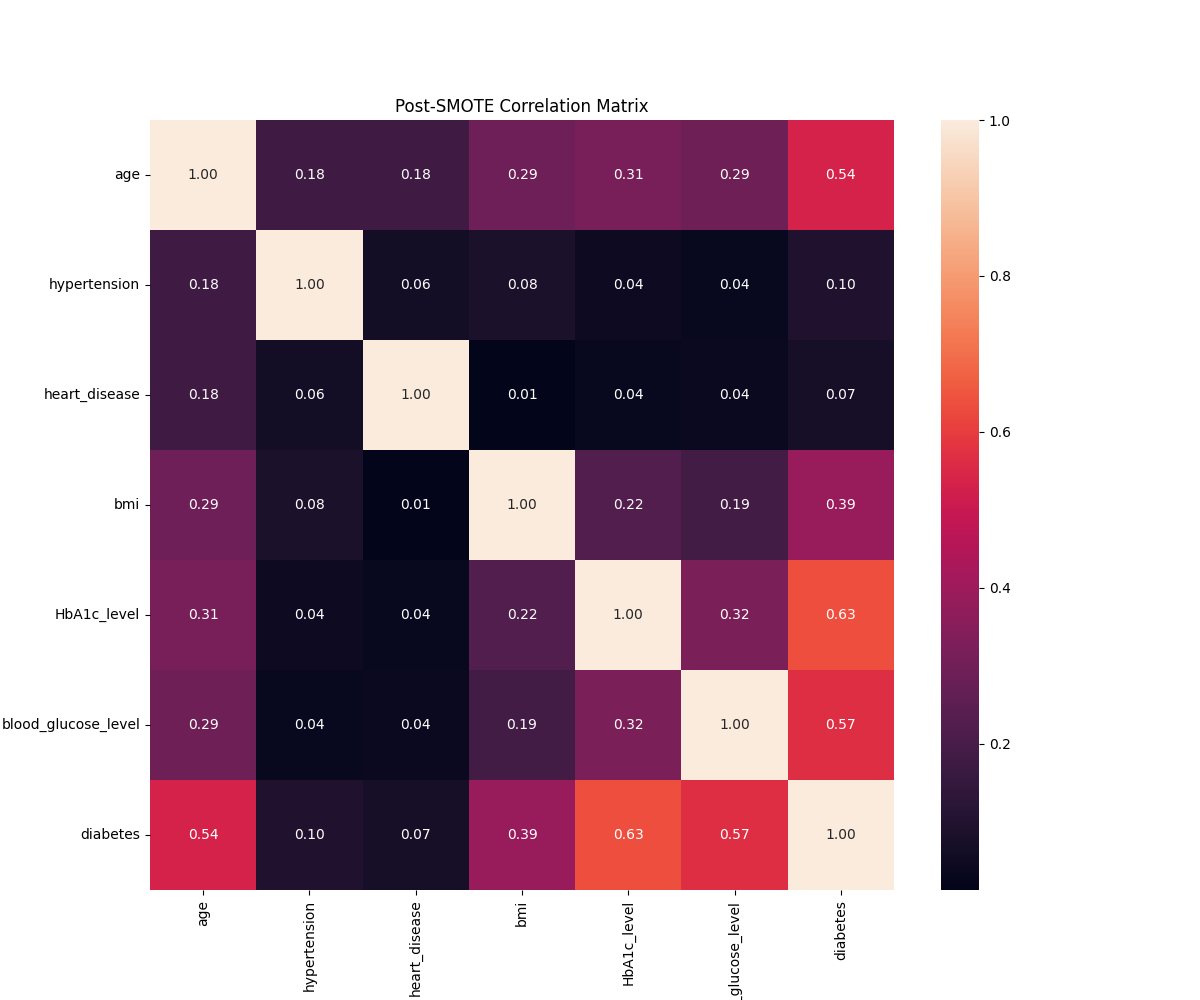 Post-SMOTE Correlation Matrix
age 1.00 0.18 0.18 0.29 0.31 0.29 0.54
hypertension 0.18 1.00 0.06 0.08 0.04 0.04 0.10
heart_disease 0.18 0.06 1.00 0.01 0.04 0.04 0.07
bmi 0.29 0.08 0.01 1.00 0.22 0.19 0.39
HbA1c_level 0.31 0.04 0.04 0.22 1.00 0.32 0.63
blood_glucose_level 0.29 0.04 0.04 0.19 0.32 1.00 0.57
diabetes 0.54 0.10 0.07 0.39 0.63 0.57 1.00
age hypertension heart_disease bmi HbA1c_level _glucose_level diabetes
1.0
0.8
0.6
0.4
0.2